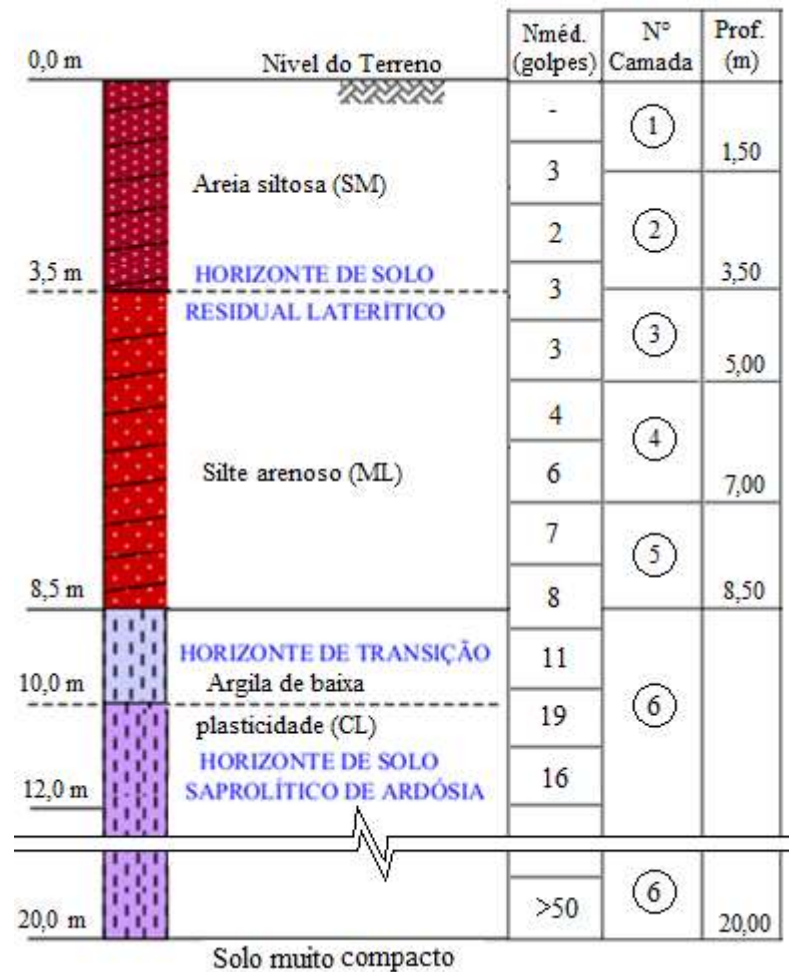 Nméd. N° Prof.
0,0 m Nível do Terreno (golpes) Camada (m)
-
1
1,50
3
Areia siltosa (SM)
2
2
3,5 m HORIZONTE DE SOLO 3,50
3
RESIDUAL LATERÍTICO
3
3
5,00
4
4
Silte arenoso (ML) 6
7,00
7
5
8,5 m 8 8,50
HORIZONTE DE TRANSIÇÃO 11
10,0 m Argila de baixa
6
plasticidade (CL) 19
HORIZONTE DE SOLO
12,0 m SAPROLÍTICO DE ARDÓSIA 16
>50 6
20,0 m 20,00
Solo muito compacto